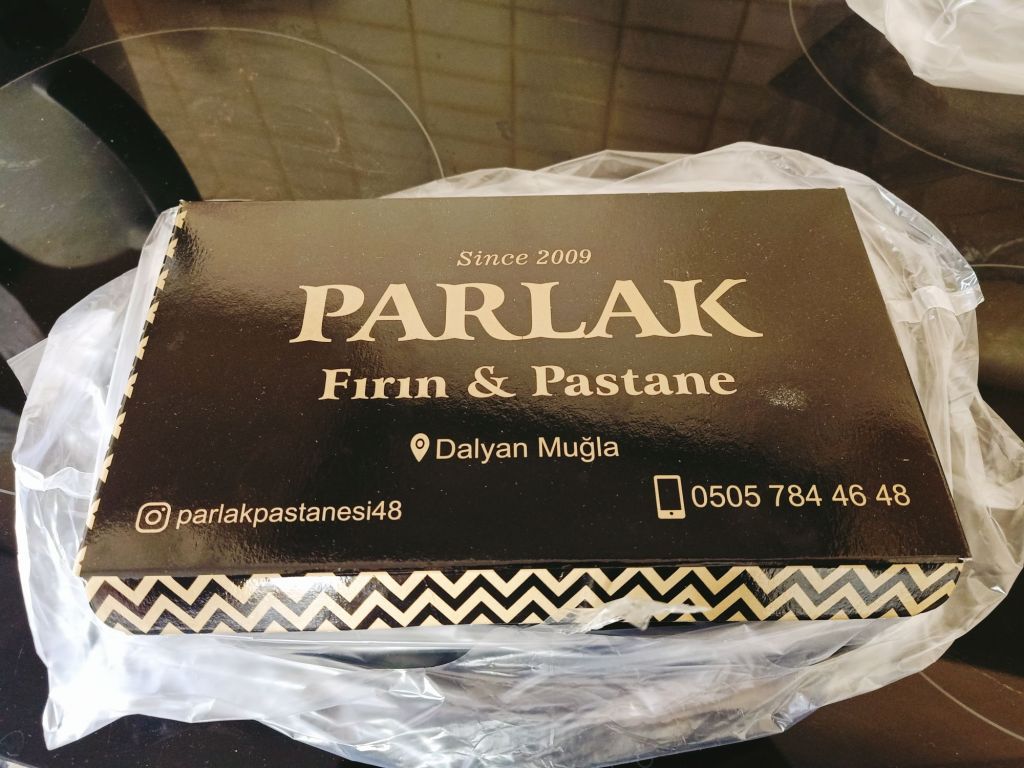 Since 2009
PARLAK
Fırın & Pastane
Dalyan Muğla
parlakpastanesi48
0505 784 46 48